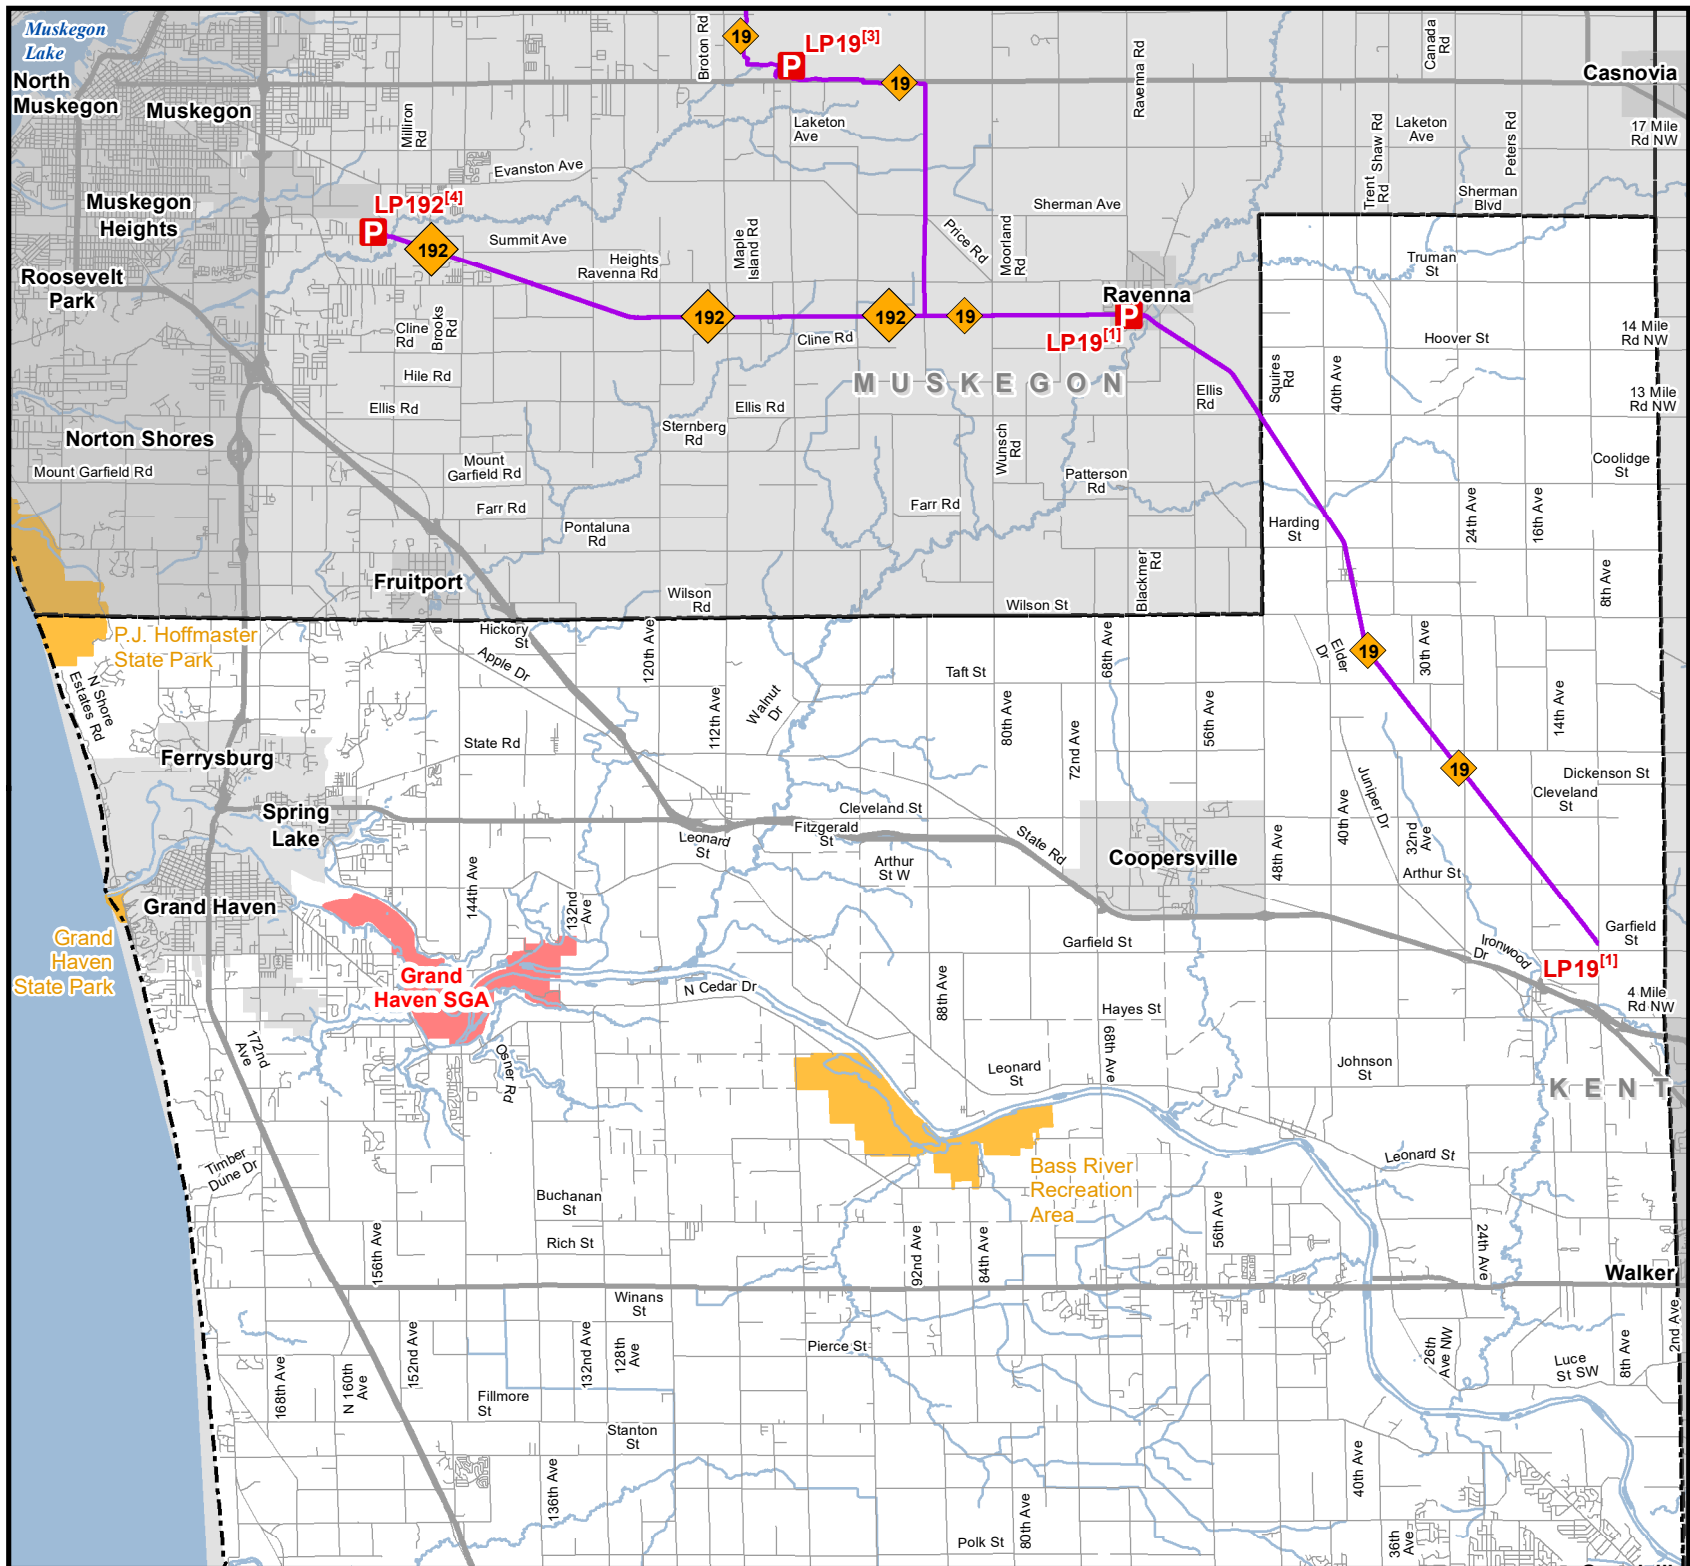 Muskegon
Lake
North
Muskegon
Muskegon
Broton Rd
19
P
LP19[3]
19
Ravenna Rd
Canada
Rd
Casnovia
Milliron
Rd
Laketon
Ave
Trent
Rd
Shaw Rd
Laketon
Ave
Peters Rd
17 Mile
Rd NW
Evanston Ave
Muskegon
Heights
LP192[4]
P
192
Summit Ave
Heights
Ravenna Rd
Maple
Island Rd
Sherman Ave
Price Rd
Moorland
Rd
Sherman
Blvd
Truman
St
Roosevelt
Park
Ravenna
P
LP19[1]
192
192
19
Cline
Rd
Brooks
Rd
Cline Rd
Hoover St
14 Mile
Rd NW
Hile Rd
MUSKEGON
Squires
Rd
40th Ave
Ellis
Rd
13 Mile
Rd NW
Ellis Rd
Ellis Rd
Sternberg
Rd
Wunsch
Rd
Norton Shores
Mount Garfield Rd
Mount
Garfield Rd
Patterson
Rd
Coolidge
St
Farr Rd
Farr Rd
Pontaluna
Rd
Harding
St
24th Ave
16th Ave
Fruitport
Blackmer
Rd
8th Ave
Wilson
Rd
Wilson St
P.J. Hoffmaster
State Park
Hickory
St
Apple Dr
120th Ave
68th Ave
Elder
Dr
19
30th Ave
N Shore
Estates Rd
Taft St
112th Ave
Walnut
Dr
80th Ave
72nd Ave
56th Ave
14th Ave
State Rd
Ferrysburg
19
Dickenson St
Cleveland
St
Spring
Lake
Cleveland St
Juniper Dr
40th Ave
32nd
Ave
Leonard
St
Fitzgerald
St
State Rd
Arthur
St W
Coopersville
48th Ave
Arthur St
144th Ave
132nd
Ave
Grand Haven
Grand
Haven
State Park
Garfield St
Garfield
St
Ironwood
Dr
LP19[1]
Grand
Haven SGA
N Cedar Dr
88th Ave
Hayes St
4 Mile
Rd NW
172nd
Ave
Osner Rd
Leonard
St
68th Ave
Johnson
St
KENT
Timber
Dune Dr
Bass River
Recreation
Area
Leonard St
Buchanan
St
Rich St
156th Ave
92nd Ave
84th Ave
56th Ave
24th Ave
Walker
Winans
St
152nd Ave
132nd Ave
128th
Ave
Pierce St
26th
Ave NW
Luce
St SW
8th Ave
2nd Ave
168th Ave
N 160th
Ave
Fillmore
St
Stanton
St
136th Ave
40th Ave
80th Ave
Polk St
36th
Ave